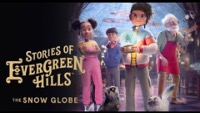 STORIES OF
EVERGREEN
HILLS
THE SNOW GLOBE